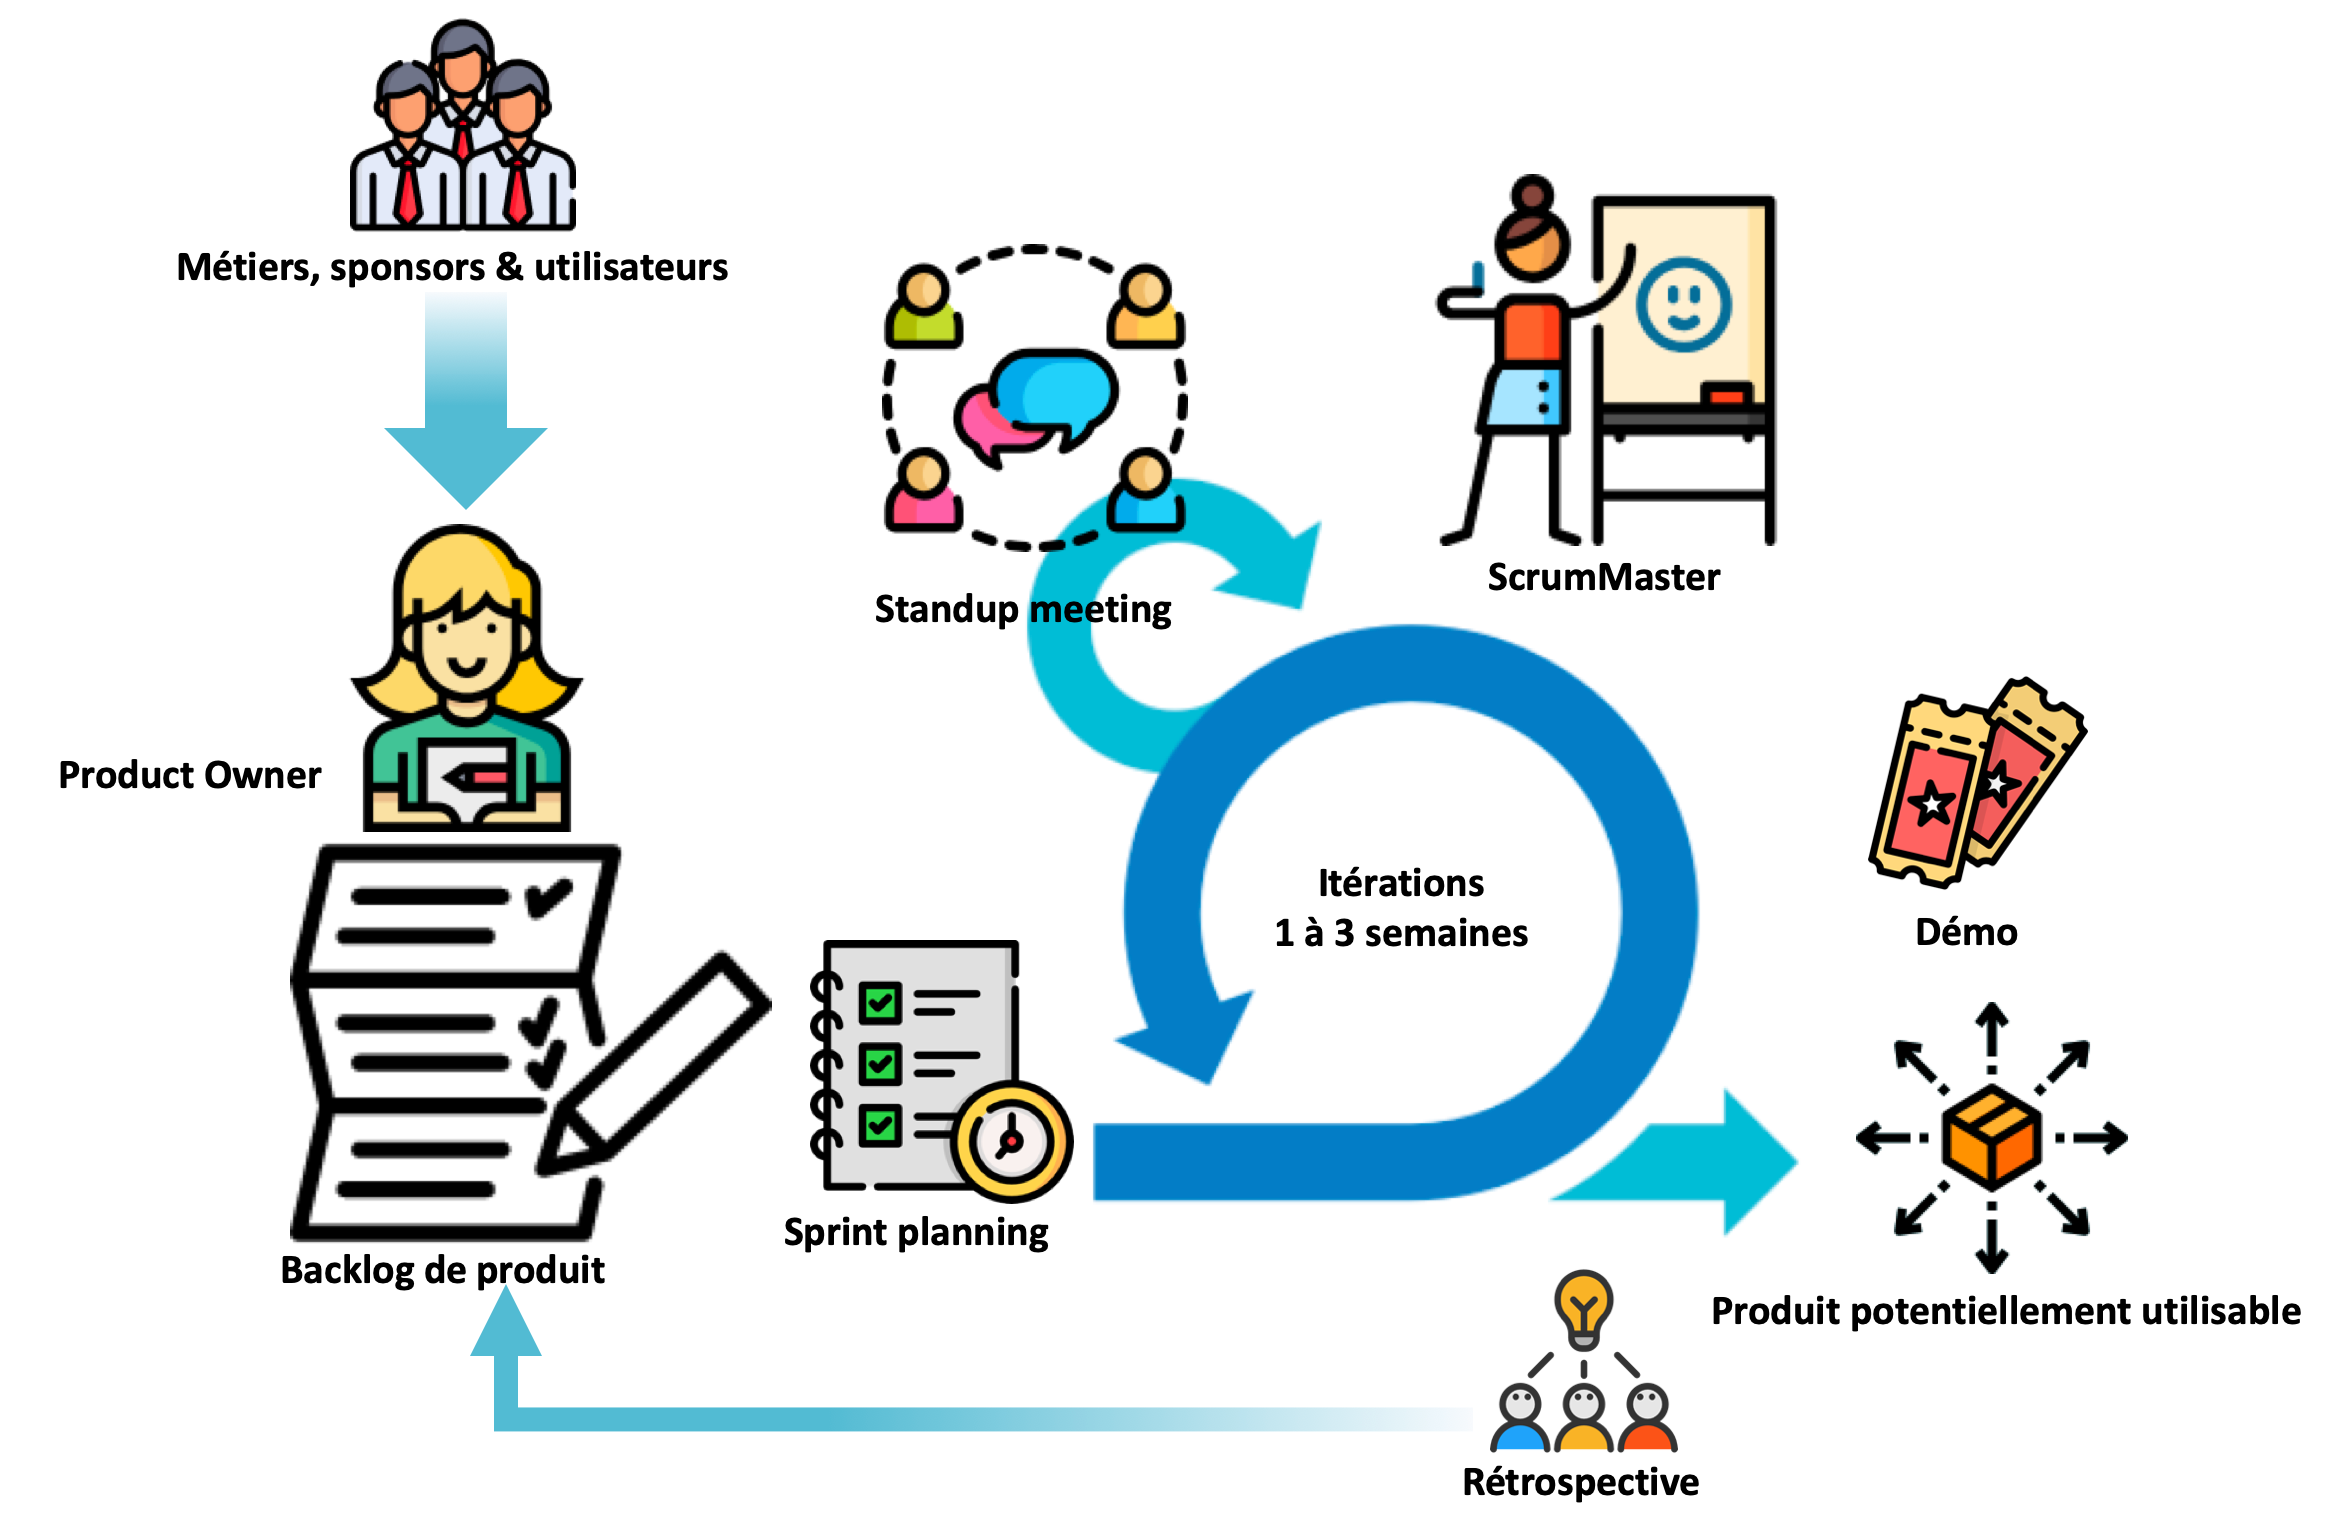 Métiers, sponsors & utilisateurs
Standup meeting
ScrumMaster
Product Owner
Itérations
1 à 3 semaines
Démo
Sprint planning
Backlog de produit
Produit potentiellement utilisable
Rétrospective